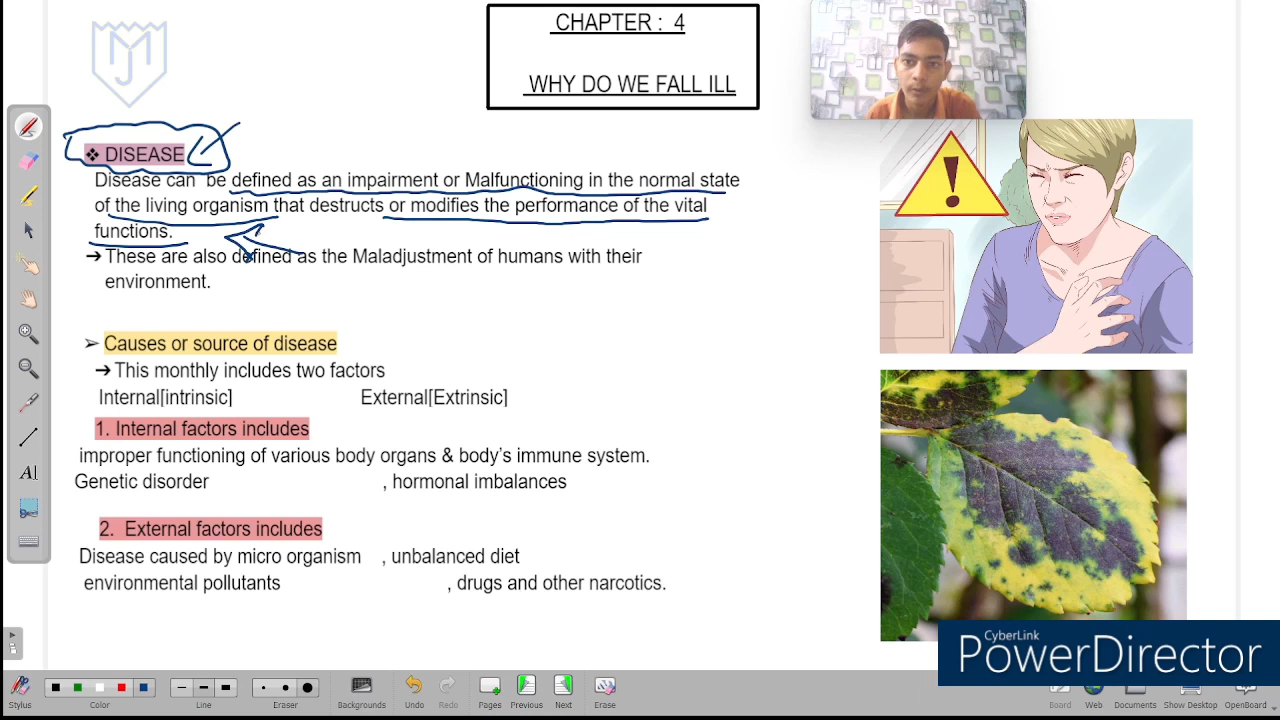 CHAPTER : 4
WHY DO WE FALL ILL
❖ DISEASE
Disease can be defined as an impairment or Malfunctioning in the normal state
of the living organism that destructs or modifies the performance of the vital
functions.
➔ These are also defined as the Maladjustment of humans with their
environment.
➢ Causes or source of disease
➔ This monthly includes two factors
Internal[intrinsic] External[Extrinsic]
1. Internal factors includes
improper functioning of various body organs & body's immune system.
Genetic disorder , hormonal imbalances
2. External factors includes
Disease caused by micro organism , unbalanced diet
environmental pollutants , drugs and other narcotics.
CyberLink
PowerDirector
Stylus Color Line Eraser Backgrounds Undo Redo Pages Previous Next Erase Board Web Documents Show Desktop OpenBoard